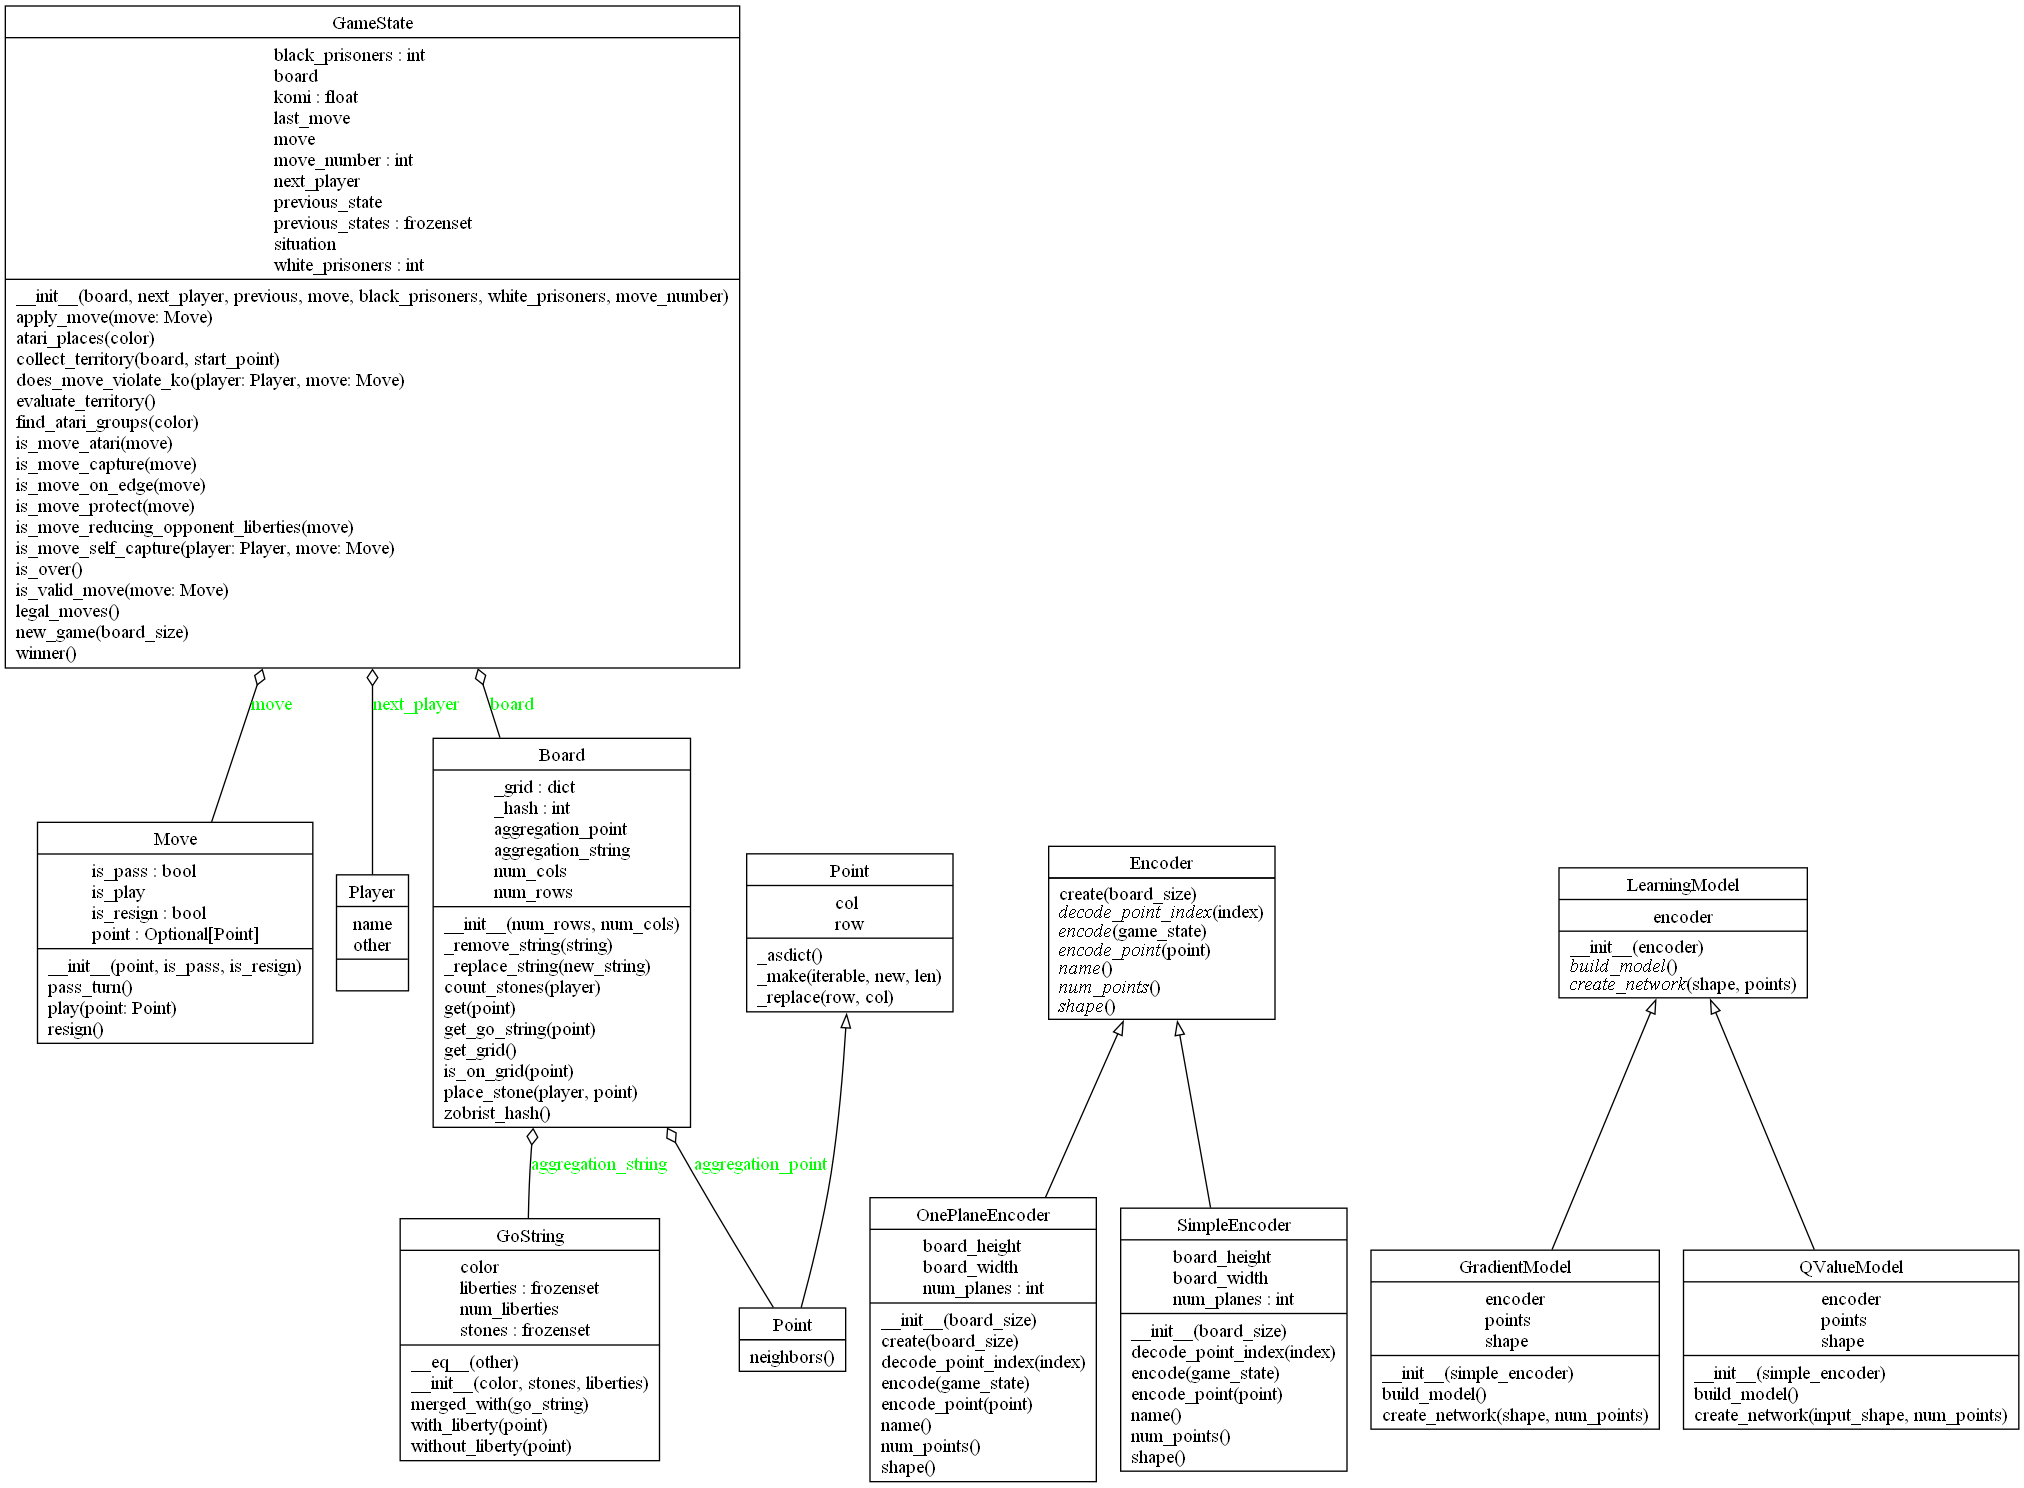 GameState
black_prisoners : int
board
komi : float
last_move
move
move_number : int
next_player
previous_state
previous_states : frozenset
situation
white_prisoners : int
__init__(board, next_player, previous, move, black_prisoners, white_prisoners, move_number)
apply_move(move: Move)
atari_places(color)
collect_territory(board, start_point)
does_move_violate_ko(player: Player, move: Move)
evaluate_territory()
find_atari_groups(color)
is_move_atari(move)
is_move_capture(move)
is_move_on_edge(move)
is_move_protect(move)
is_move_reducing_opponent_liberties(move)
is_move_self_capture(player: Player, move: Move)
is_over()
is_valid_move(move: Move)
legal_moves()
new_game(board_size)
winner()
move
next_player
board
Move
is_pass : bool
is_play
is_resign : bool
point : Optional[Point]
__init__(point, is_pass, is_resign)
pass_turn()
play(point: Point)
resign()
Player
name
other
Board
_grid : dict
_hash : int
aggregation_point
aggregation_string
num_cols
num_rows
__init__(num_rows, num_cols)
_remove_string(string)
_replace_string(new_string)
count_stones(player)
get(point)
get_go_string(point)
get_grid()
is_on_grid(point)
place_stone(player, point)
zobrist_hash()
Point
col
row
_asdict()
_make(iterable, new, len)
_replace(row, col)
Encoder
create(board_size)
decode_point_index(index)
encode(game_state)
encode_point(point)
name()
num_points()
shape()
LearningModel
encoder
__init__(encoder)
build_model()
create_network(shape, points)
aggregation_string
aggregation_point
GoString
color
liberties : frozenset
num_liberties
stones : frozenset
__eq__(other)
__init__(color, stones, liberties)
merged_with(go_string)
with_liberty(point)
without_liberty(point)
Point
neighbors()
OnePlaneEncoder
board_height
board_width
num_planes : int
__init__(board_size)
create(board_size)
decode_point_index(index)
encode(game_state)
encode_point(point)
name()
num_points()
shape()
SimpleEncoder
board_height
board_width
num_planes : int
__init__(board_size)
decode_point_index(index)
encode(game_state)
encode_point(point)
name()
num_points()
shape()
GradientModel
encoder
points
shape
__init__(simple_encoder)
build_model()
create_network(shape, num_points)
QValueModel
encoder
points
shape
__init__(simple_encoder)
build_model()
create_network(input_shape, num_points)